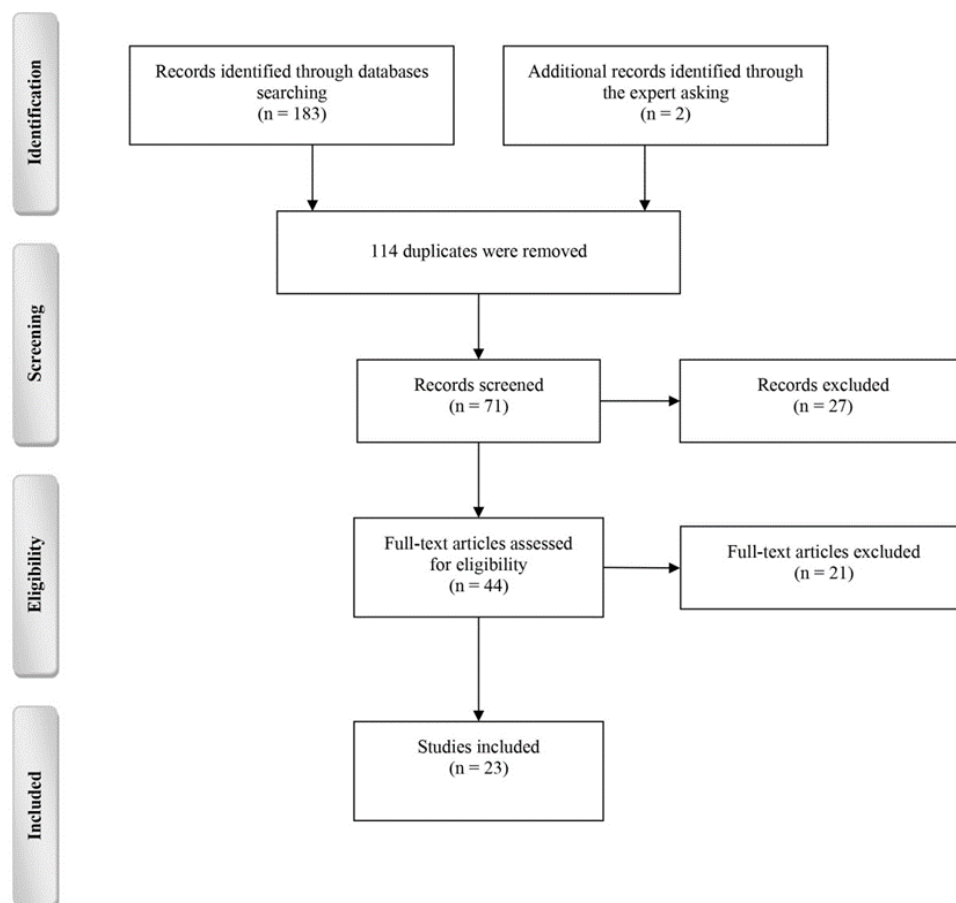 Identification
Records identified through databases
searching
(n = 183)
Additional records identified through
the expert asking
(n = 2)
114 duplicates were removed
Screening
Records screened
(n = 71)
Records excluded
(n = 27)
Eligibility
Full-text articles assessed
for eligibility
(n = 44)
Full-text articles excluded
(n = 21)
Included
Studies included
(n = 23)